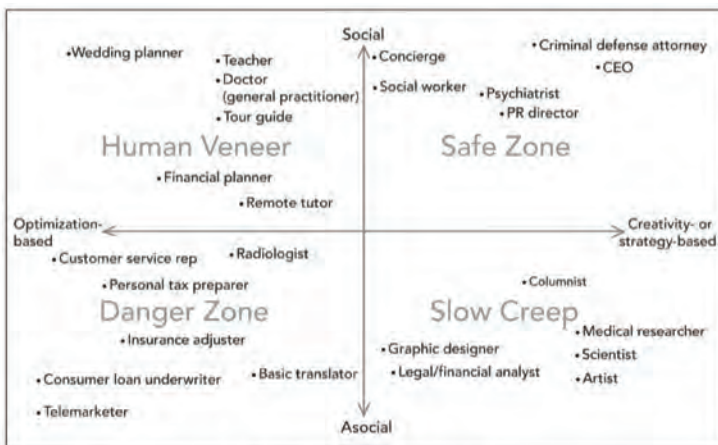 Social
•Wedding planner
•Teacher
•Doctor
(general practitioner)
•Tour guide
•Concierge
•Social worker
•Criminal defense attorney
•CEO
•Psychiatrist
•PR director
Human Veneer
Safe Zone
•Financial planner
•Remote tutor
Optimization-
based
Creativity- or
strategy-based
•Customer service rep
•Radiologist
•Personal tax preparer
•Columnist
Danger Zone
Slow Creep
•Insurance adjuster
•Medical researcher
•Graphic designer
•Scientist
•Consumer loan underwriter
•Basic translator
•Legal/financial analyst
•Artist
•Telemarketer
Asocial